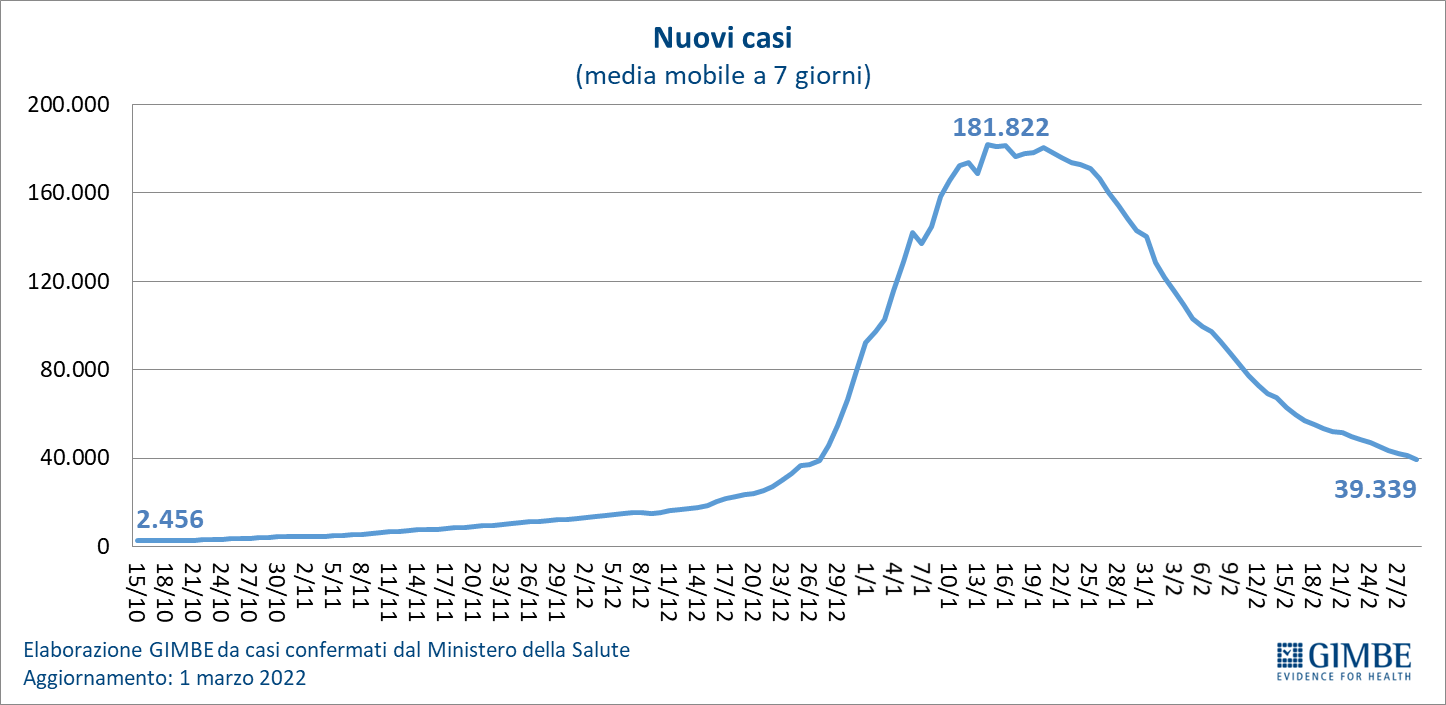 Nuovi casi
(media mobile a 7 giorni)
200.000
181.822
160.000
120.000
80.000
40.000
39.339
2.456
0
15/10 18/10 21/10 24/10 27/10 30/10 2/11 5/11 8/11 11/11 14/11 17/11 20/11 23/11 26/11 29/11 2/12 5/12 8/12 11/12 14/12 17/12 20/12 23/12 26/12 29/12 1/1 4/1 7/1 10/1 13/1 16/1 19/1 22/1 25/1 28/1 31/1 3/2 6/2 9/2 12/2 15/2 18/2 21/2 24/2 27/2
Elaborazione GIMBE da casi confermati dal Ministero della Salute
Aggiornamento: 1 marzo 2022
GIMBE
EVIDENCE FOR HEALTH